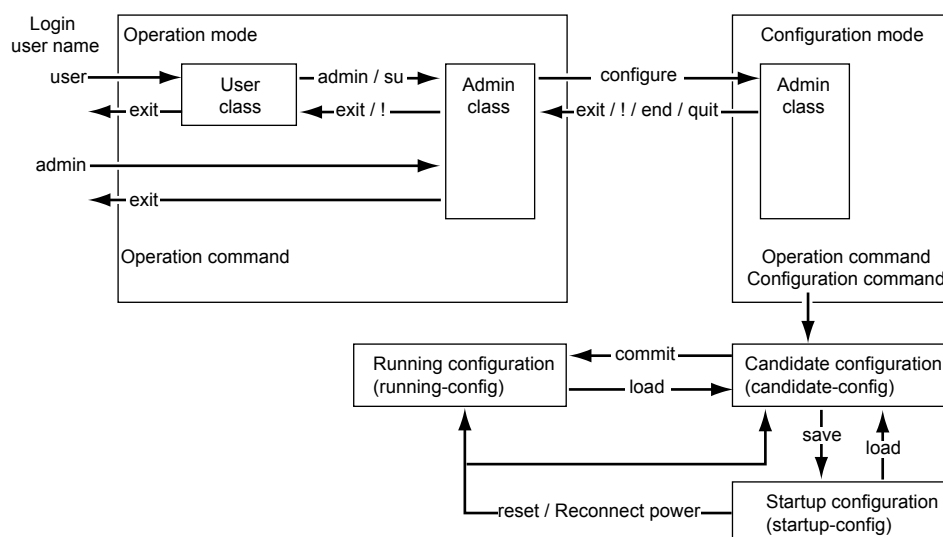 Login
user name
Operation mode
Configuration mode
user
User
class
admin / su
Admin
class
configure
Admin
class
exit
exit / !
exit / ! / end / quit
admin
exit
Operation command
Operation command
Configuration command
Running configuration
(running-config)
commit
load
Candidate configuration
(candidate-config)
save
load
reset / Reconnect power
Startup configuration
(startup-config)